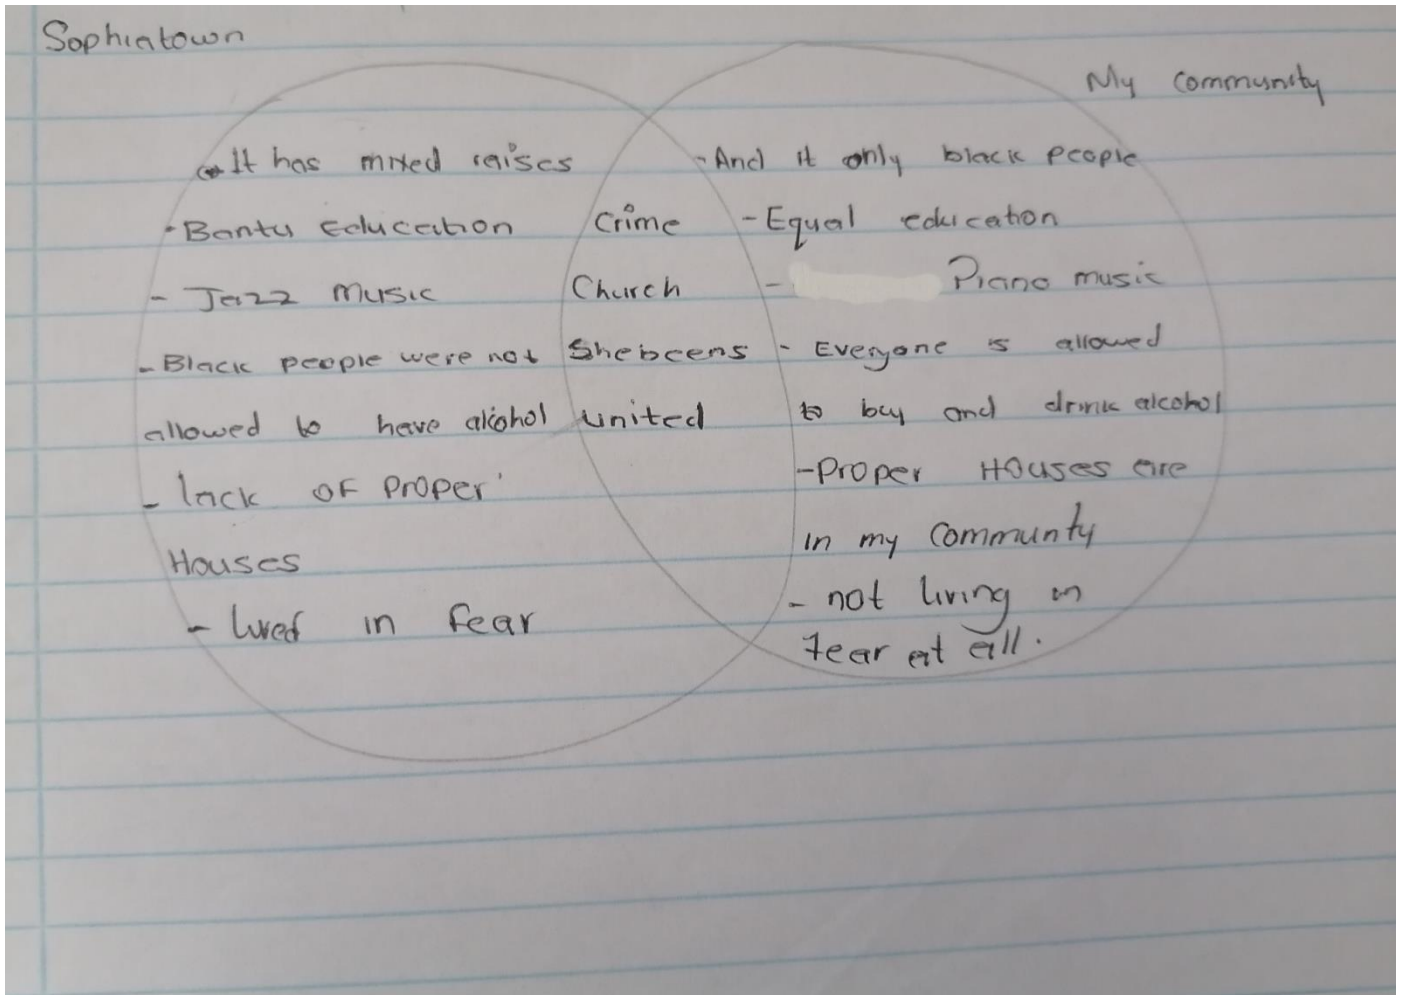 Sophiatown
My community
- It has mixed raises
- And it only black people
- Bantu Education
Crime
- Equal education
- Jazz music
Church
- Piano music
- Black people were not
Shebeens
- Everyone is allowed
allowed to have alcohol
united
to buy and drink alcohol
- lack of proper
- Proper Houses are
Houses
in my communty
- lived in fear
- not living in
fear at all.